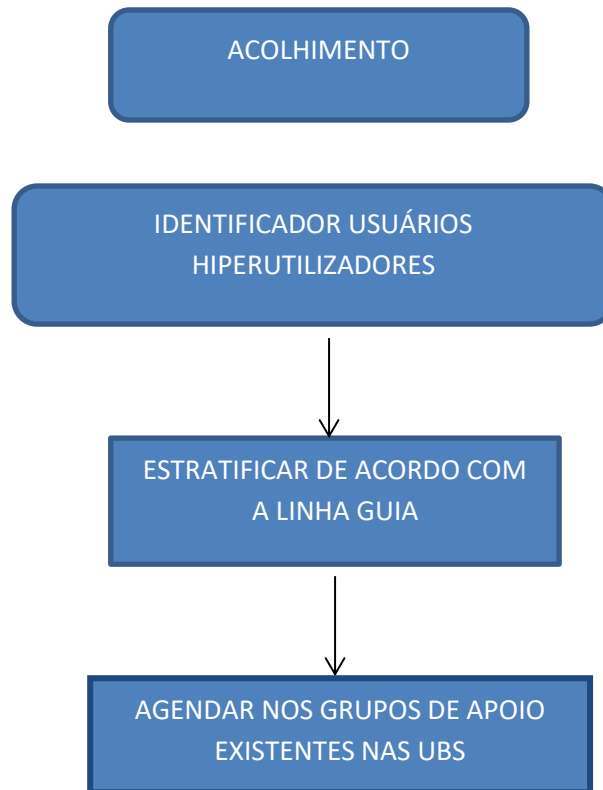 ACOLHIMENTO
IDENTIFICADOR USUÁRIOS
HIPERUTILIZADORES
ESTRATIFICAR DE ACORDO COM
A LINHA GUIA
AGENDAR NOS GRUPOS DE APOIO
EXISTENTES NAS UBS